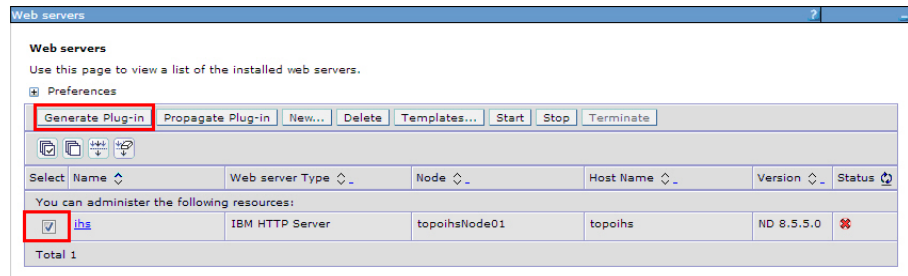 Web servers ?
Web servers
Use this page to view a list of the installed web servers.
Preferences
Generate Plug-in Propagate Plug-in New... Delete Templates... Start Stop Terminate
Select Name Web server Type Node Host Name Version Status
You can administer the following resources:
ihs IBM HTTP Server topoihsNode01 topoihs ND 8.5.5.0
Total 1